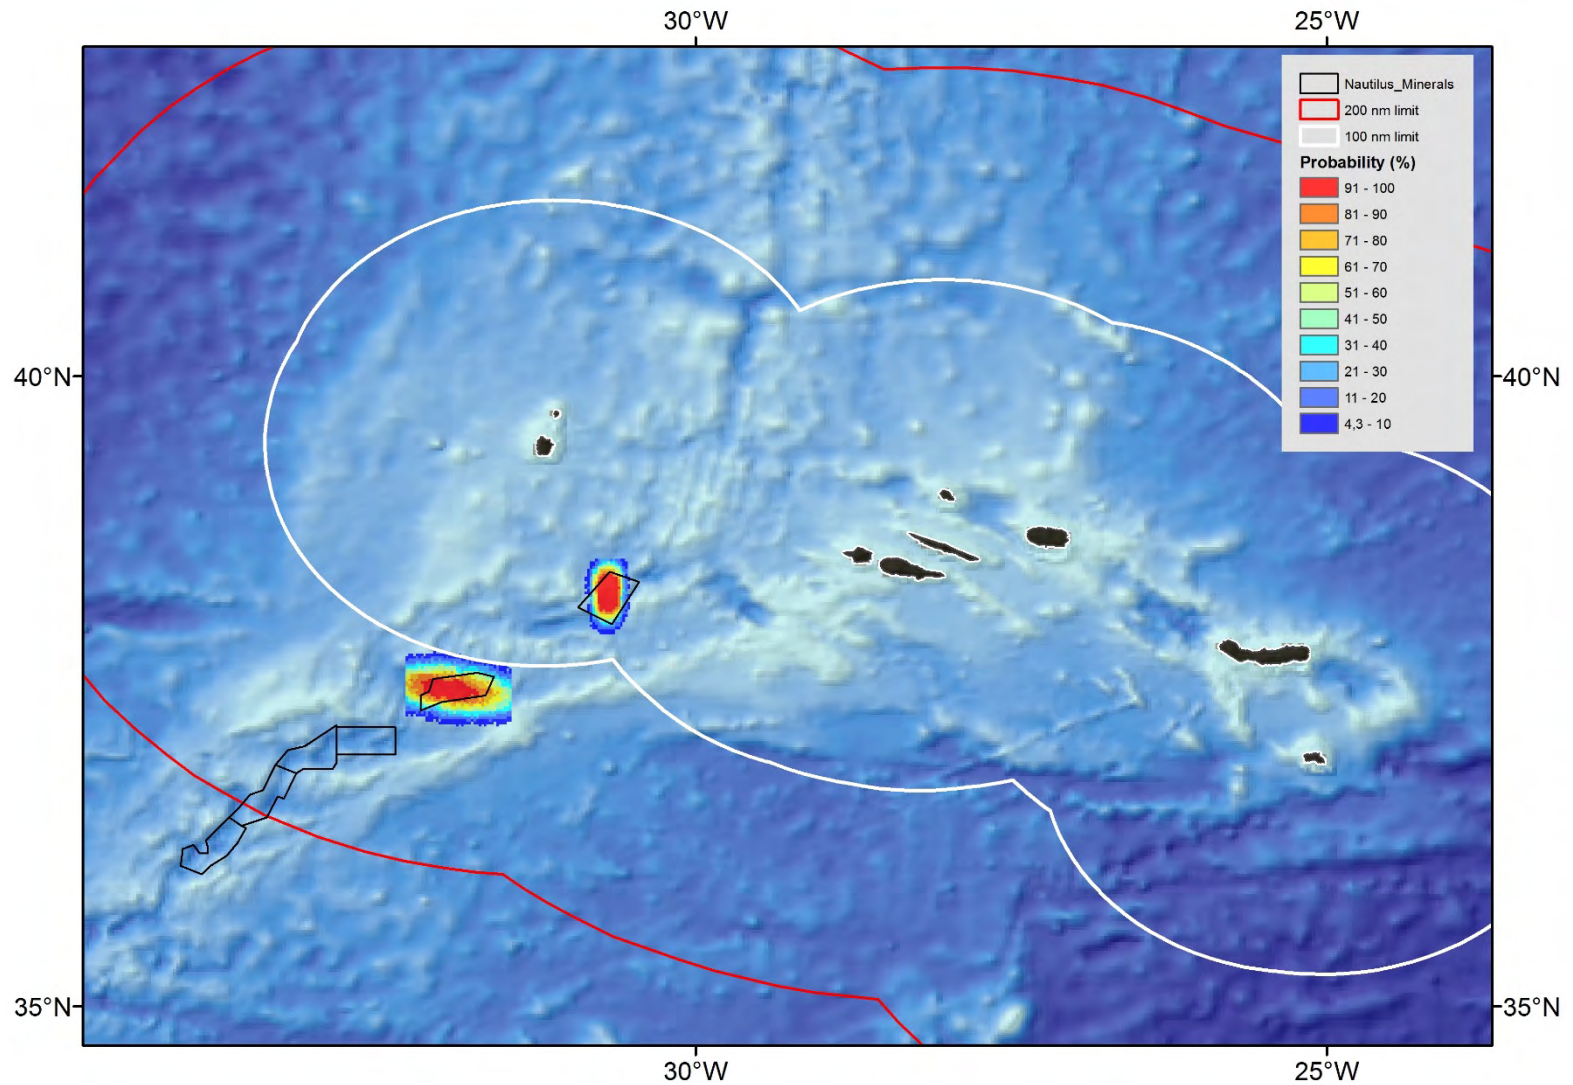 30°W 25°W
Nautilus_Minerals
200 nm limit
100 nm limit
Probability (%)
91 - 100
81 - 90
71 - 80
61 - 70
51 - 60
41 - 50
31 - 40
21 - 30
11 - 20
4,3 - 10
40°N 40°N
35°N 35°N
30°W 25°W